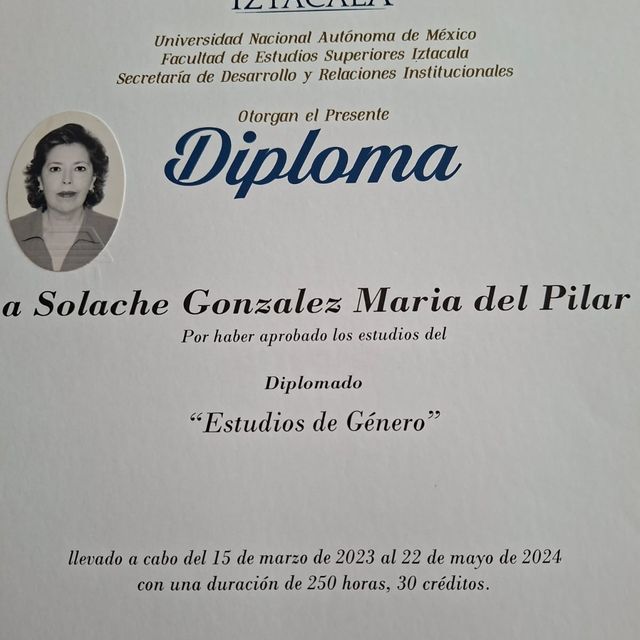 IZTACALA
Universidad Nacional Autónoma de México
Facultad de Estudios Superiores Iztacala
Secretaría de Desarrollo y Relaciones Institucionales
Otorgan el Presente
Diploma
a Solache Gonzalez Maria del Pilar
Por haber aprobado los estudios del
Diplomado
“Estudios de Género”
llevado a cabo del 15 de marzo de 2023 al 22 de mayo de 2024
con una duración de 250 horas, 30 créditos.